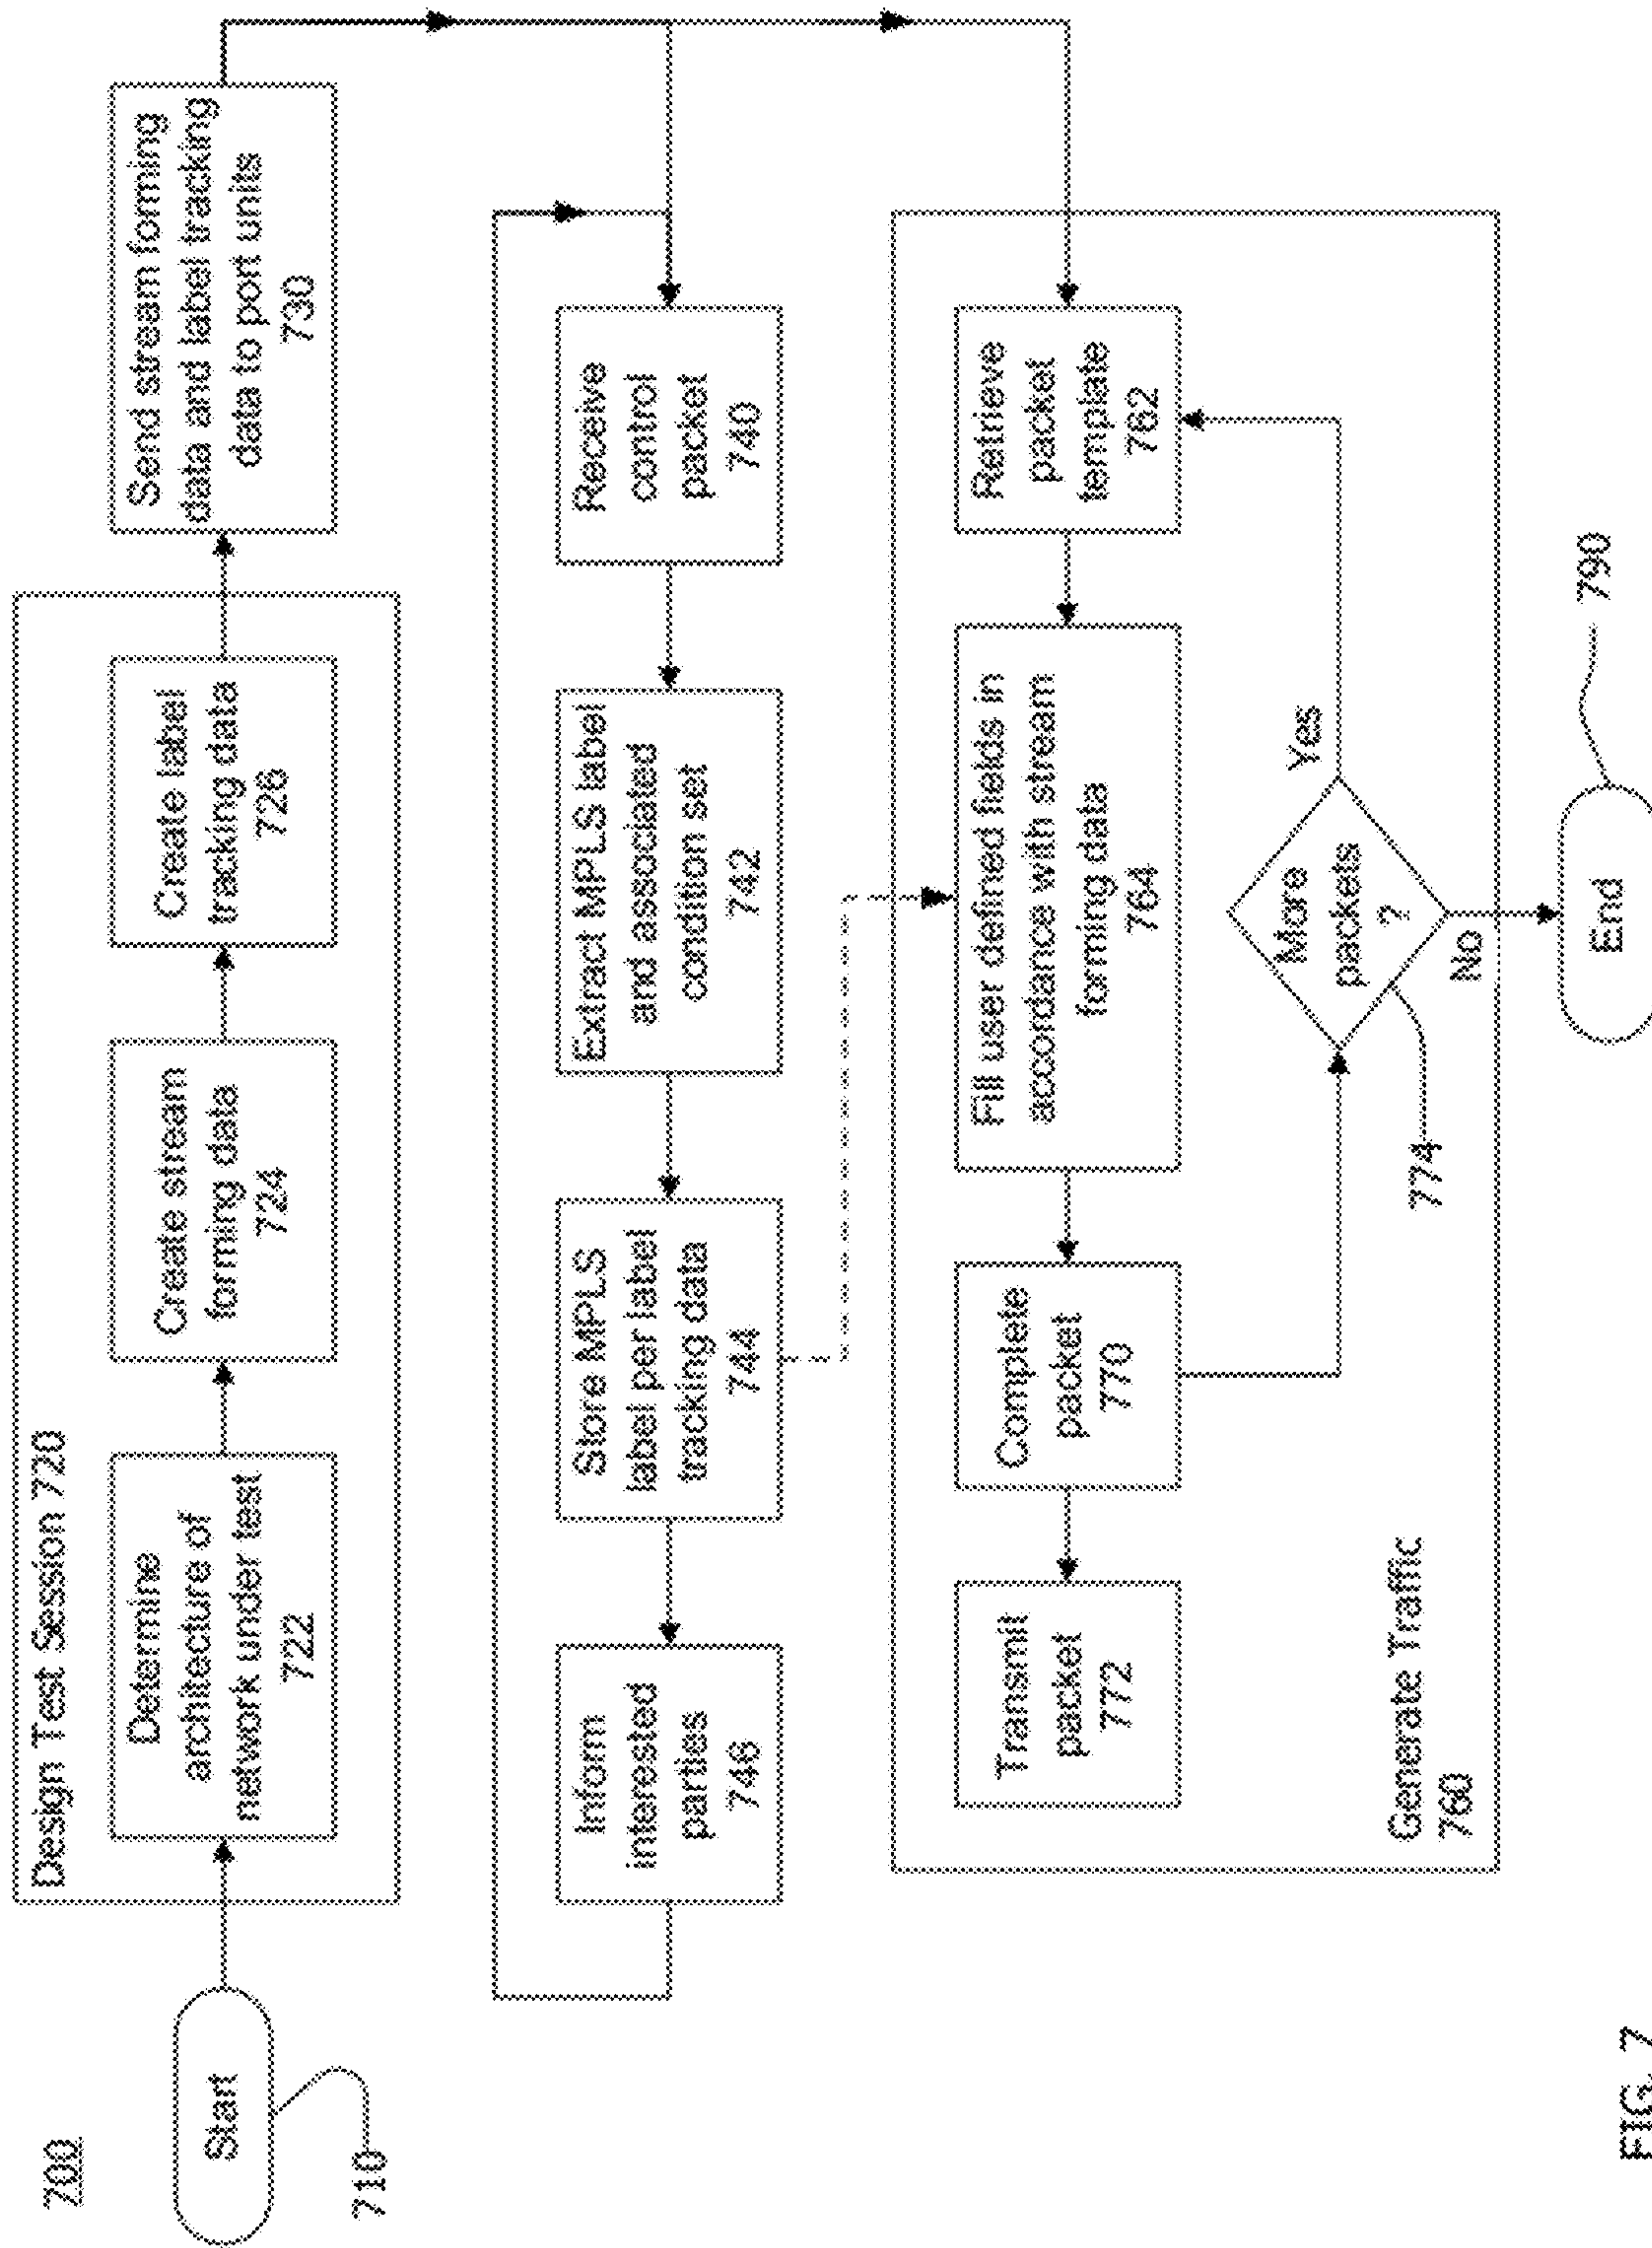 700
Start
710
Design Test Session 720
Determine
architecture of
network under test
722
Create stream
forming data
724
Create label
tracking data
726
Send stream forming
data and label tracking
data to port units
730
Receive
control
packet
740
Extract MPLS label
and associated
condition set
742
Store MPLS
label per label
tracking data
744
Inform
interested
parties
746
Retrieve
packet
template
762
Fill user defined fields in
accordance with stream
forming data
764
Complete
packet
770
Transmit
packet
772
More
packets
?
Yes
No
774
Generate Traffic
760
End
790
FIG. 7